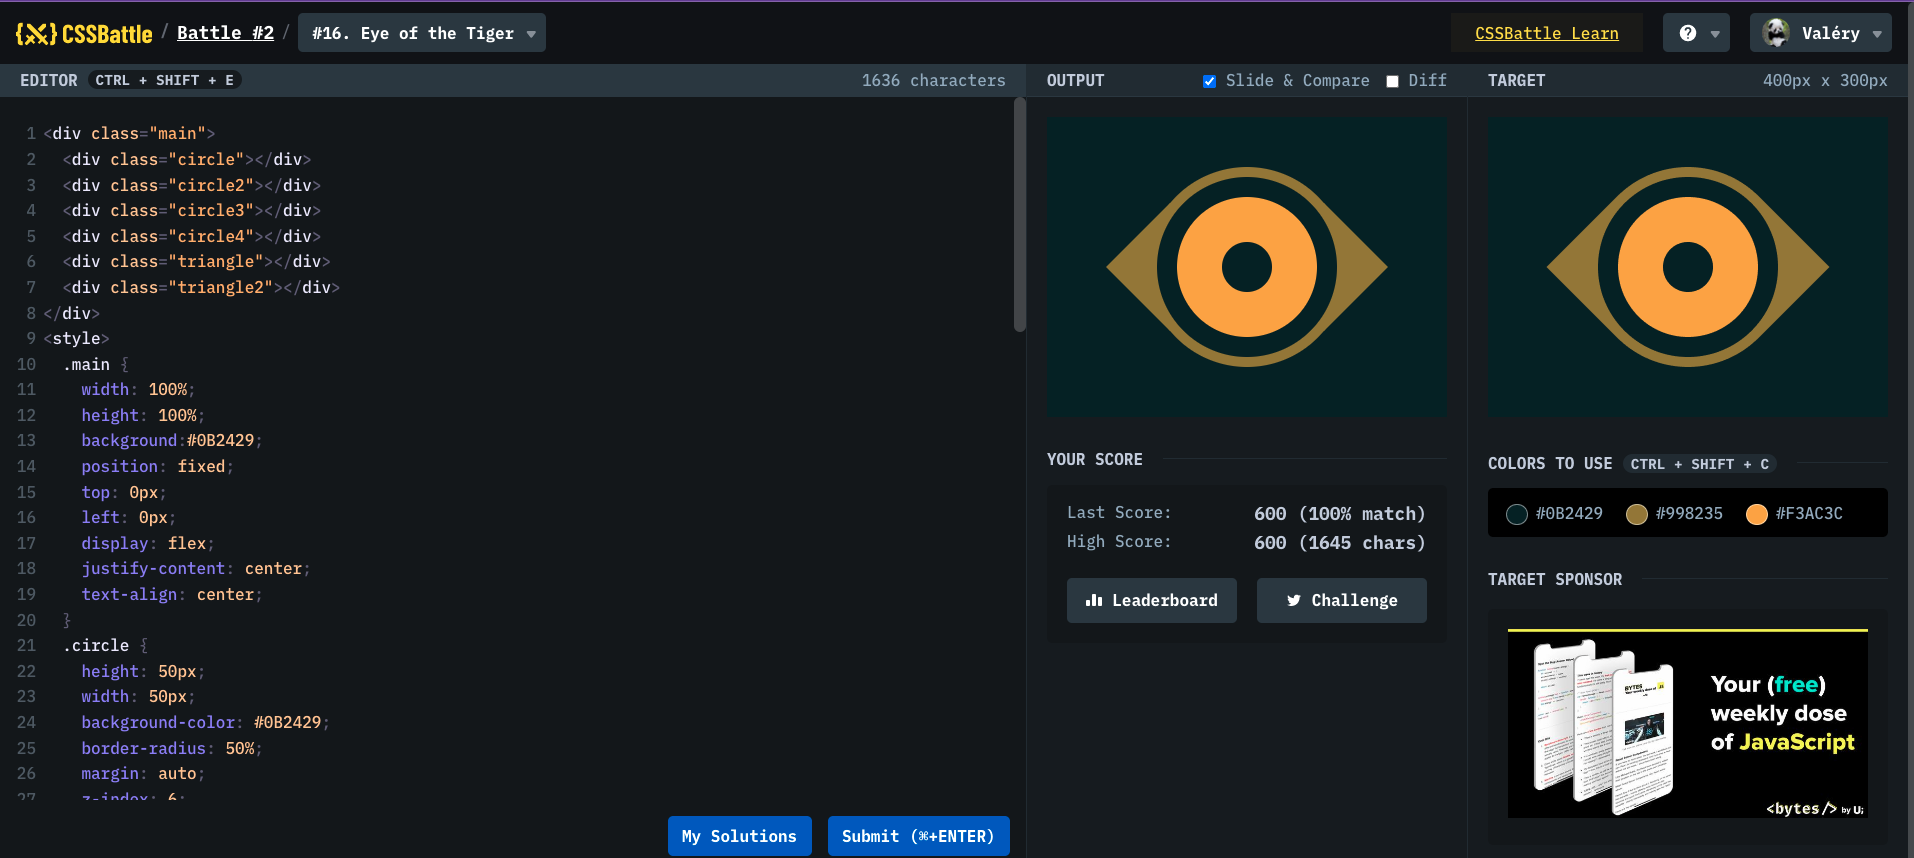 {X} CSSBattle / Battle #2 / #16. Eye of the Tiger
CSSBattle Learn
? Valéry
EDITOR CTRL + SHIFT + E 1636 characters
1 <div class="main">
2 <div class="circle"></div>
3 <div class="circle2"></div>
4 <div class="circle3"></div>
5 <div class="circle4"></div>
6 <div class="triangle"></div>
7 <div class="triangle2"></div>
8 </div>
9 <style>
10 .main {
11 width: 100%;
12 height: 100%;
13 background:#0B2429;
14 position: fixed;
15 top: 0px;
16 left: 0px;
17 display: flex;
18 justify-content: center;
19 text-align: center;
20 }
21 .circle {
22 height: 50px;
23 width: 50px;
24 background-color: #0B2429;
25 border-radius: 50%;
26 margin: auto;
27 z-index: 6;
My Solutions
Submit (⌘+ENTER)
OUTPUT Slide & Compare Diff
YOUR SCORE
Last Score: 600 (100% match)
High Score: 600 (1645 chars)
Leaderboard
Challenge
TARGET 400px x 300px
COLORS TO USE CTRL + SHIFT + C
#0B2429 #998235 #F3AC3C
TARGET SPONSOR
BYTES
Your (free)
weekly dose
of JavaScript
<bytes/> by U;